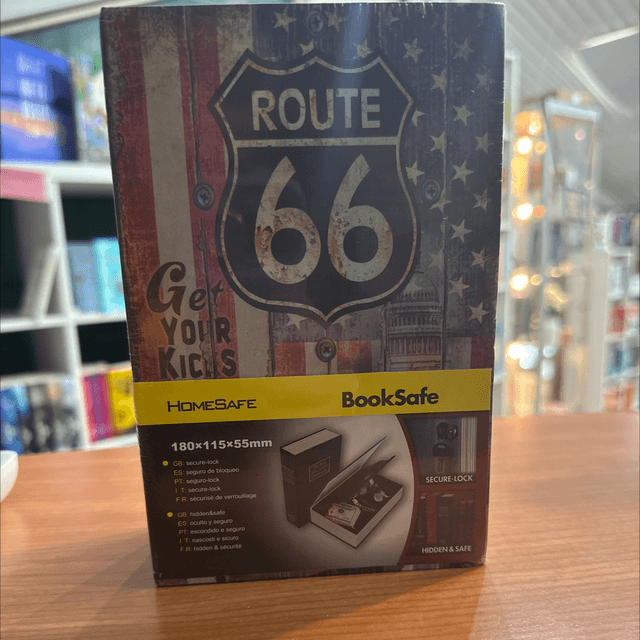 ROUTE
66
Get
YOUR
KICKS
HOMESAFE
BookSafe
180×115×55mm
GB: secure-lock
ES: seguro de bloqueo
PT: seguro-lock
I T: secure-lock
F R: sécurisé de verrouillage
GB: hidden&safe
ES: oculto y seguro
PT: escondido e seguro
I T: nascosti e sicuro
F R: hidden & sécurité
SECURE-LOCK
HIDDEN & SAFE